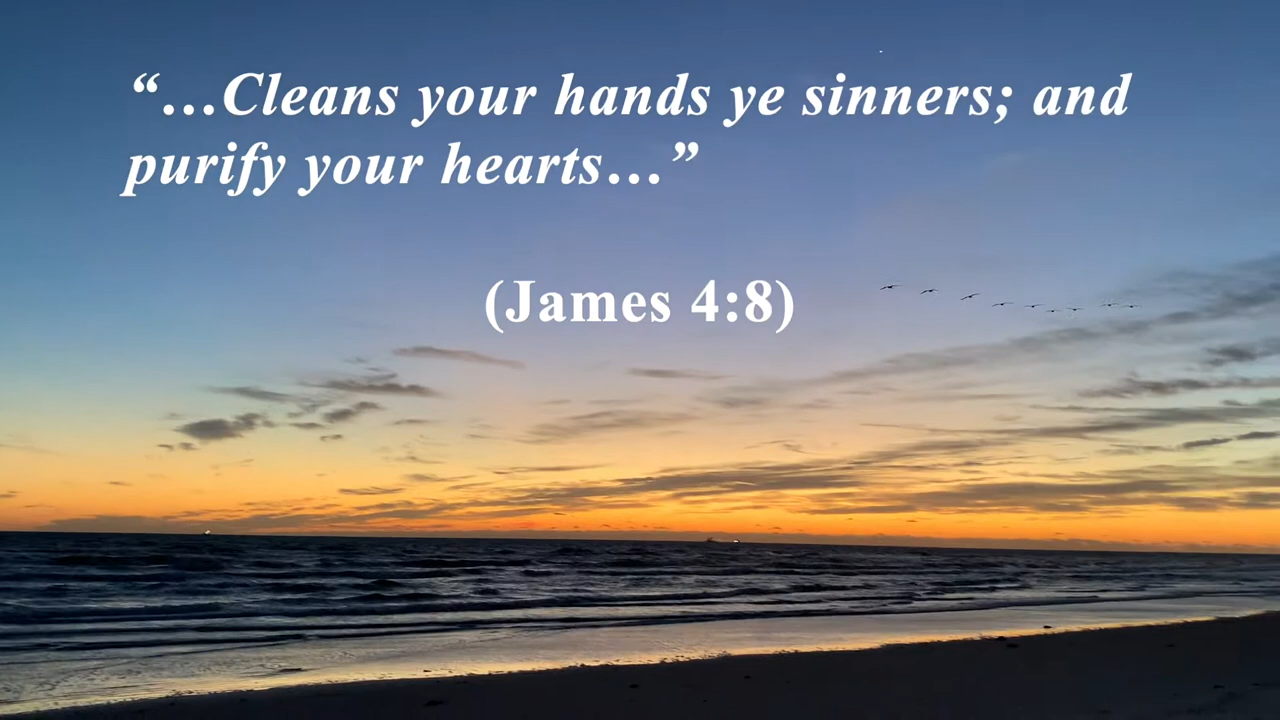 “…Cleans your hands ye sinners; and
purify your hearts…”
(James 4:8)